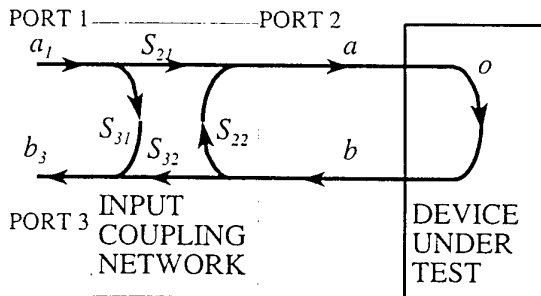 PORT 1
PORT 2
a1
S21
a
o
S31
S22
b3
S32
b
PORT 3
INPUT
COUPLING
NETWORK
DEVICE
UNDER
TEST